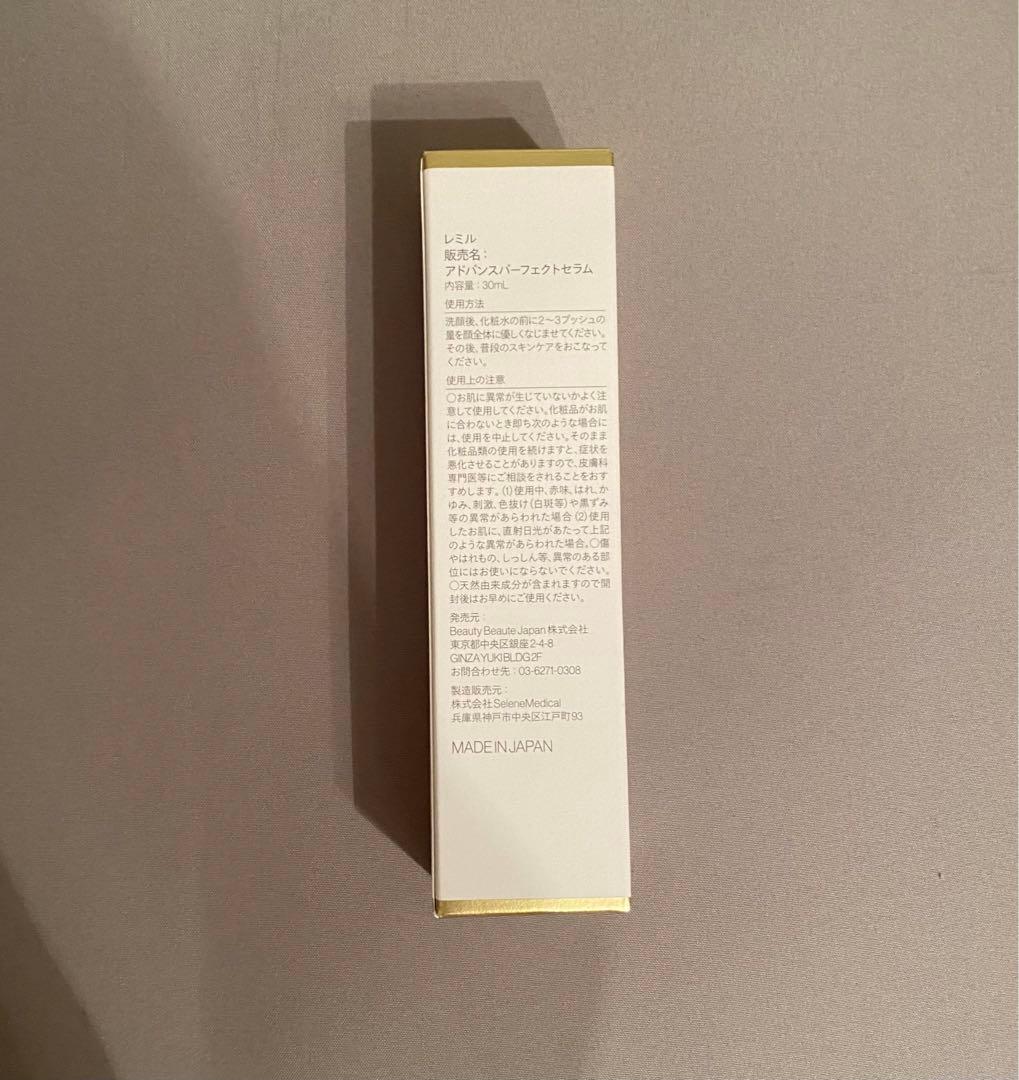 レミル
販売名：
アドバンスパーフェクトセラム
内容量：30mL
使用方法
洗顔後、化粧水の前に2〜3プッシュの
量を顔全体に優しくなじませてください。
その後、普段のスキンケアをおこなって
ください。
使用上の注意
○お肌に異常が生じていないかよく注
意して使用してください。化粧品がお肌
に合わないとき即ち次のような場合に
は、使用を中止してください。そのまま
化粧品類の使用を続けますと、症状を
悪化させることがありますので、皮膚科
専門医等にご相談をされることをおす
すめします。(1)使用中、赤味、はれ、か
ゆみ、刺激、色抜け(白斑等)や黒ずみ
等の異常があらわれた場合(2)使用
したお肌に、直射日光があたって上記
のような異常があらわれた場合。○傷
やはれもの、しっしん等、異常のある部
位にはお使いにならないでください。
○天然由来成分が含まれますので開
封後はお早めにご使用ください。
発売元：
Beauty Beaute Japan 株式会社
東京都中央区銀座2-4-8
GINZA YUKI BLDG 2F
お問合わせ先：03-6271-0308
製造販売元：
株式会社SeleneMedical
兵庫県神戸市中央区江戸町93
MADE IN JAPAN